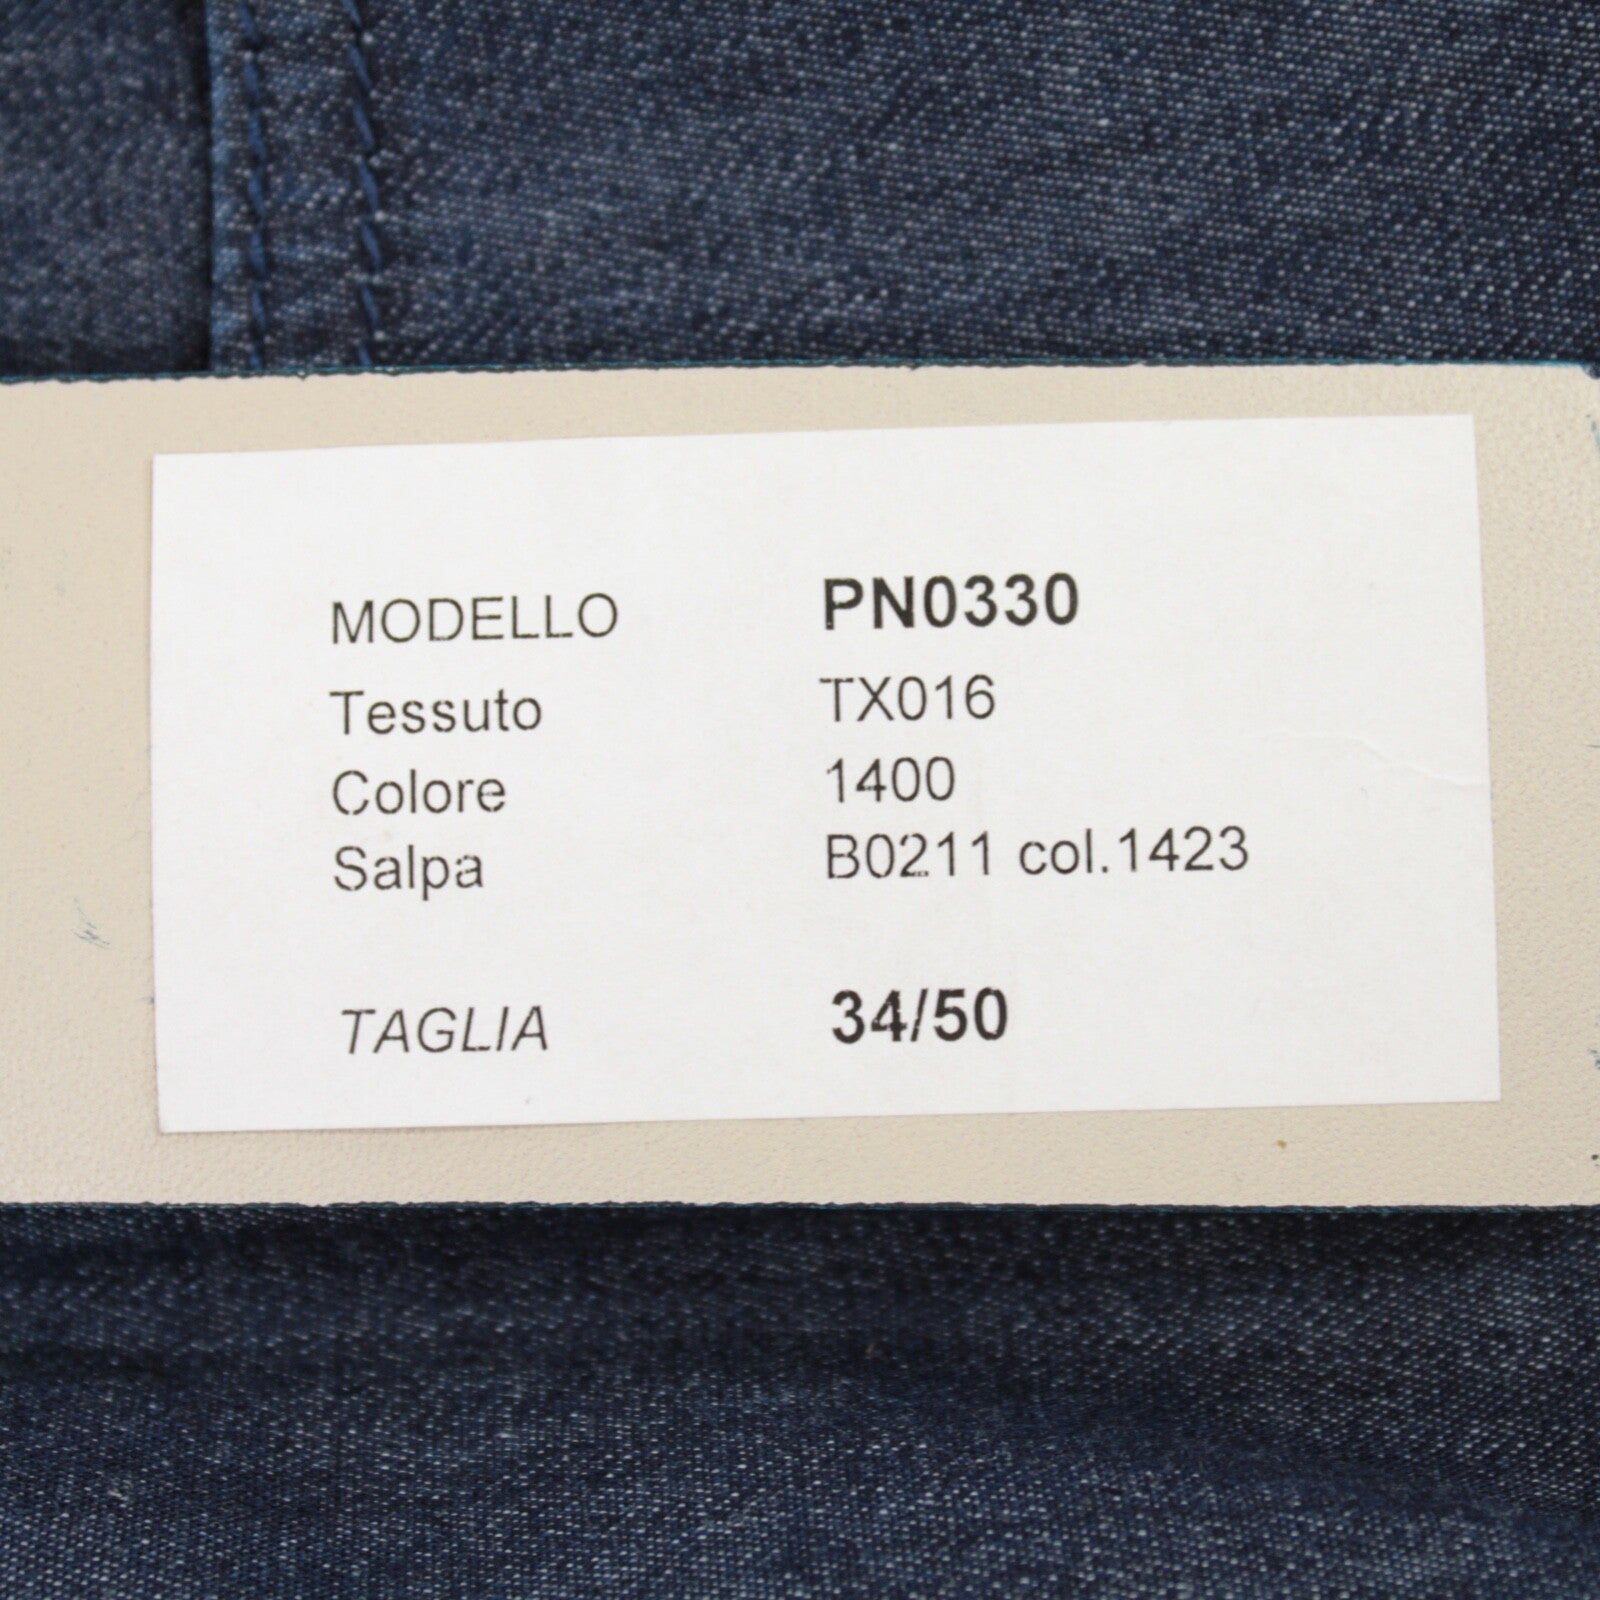 MODELLO PN0330
Tessuto TX016
Colore 1400
Salpa B0211 col.1423
TAGLIA 34/50